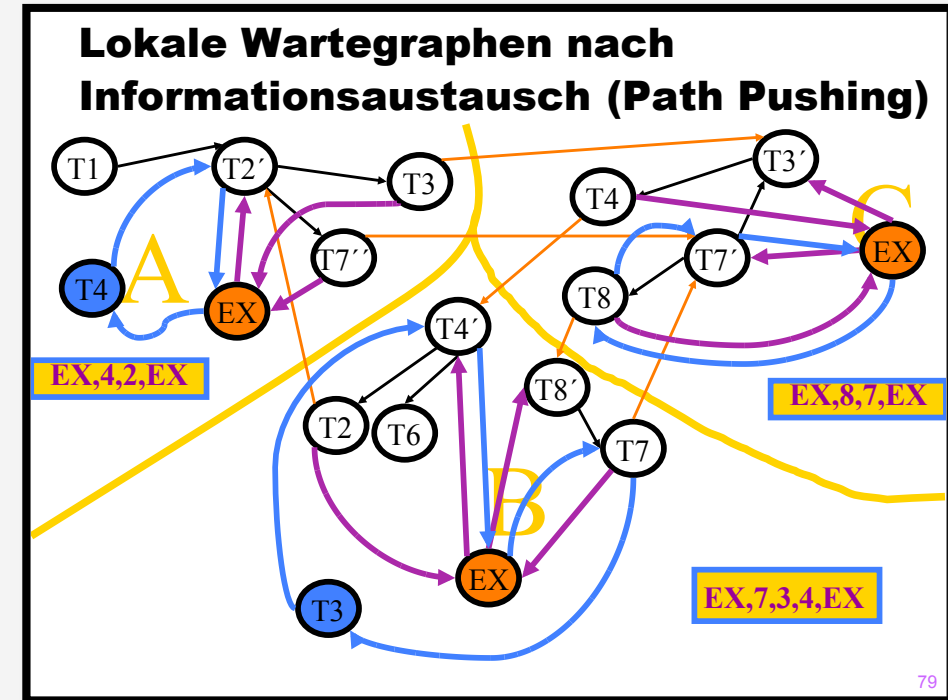 Lokale Wartegraphen nach
Informationsaustausch (Path Pushing)
T1
T2´
T3
T7´´
T4
A
EX
EX,4,2,EX
T3´
T4
C
T7´
EX
T8
EX,8,7,EX
T4´
T8´
T2
T6
T7
B
EX
T3
EX,7,3,4,EX
79